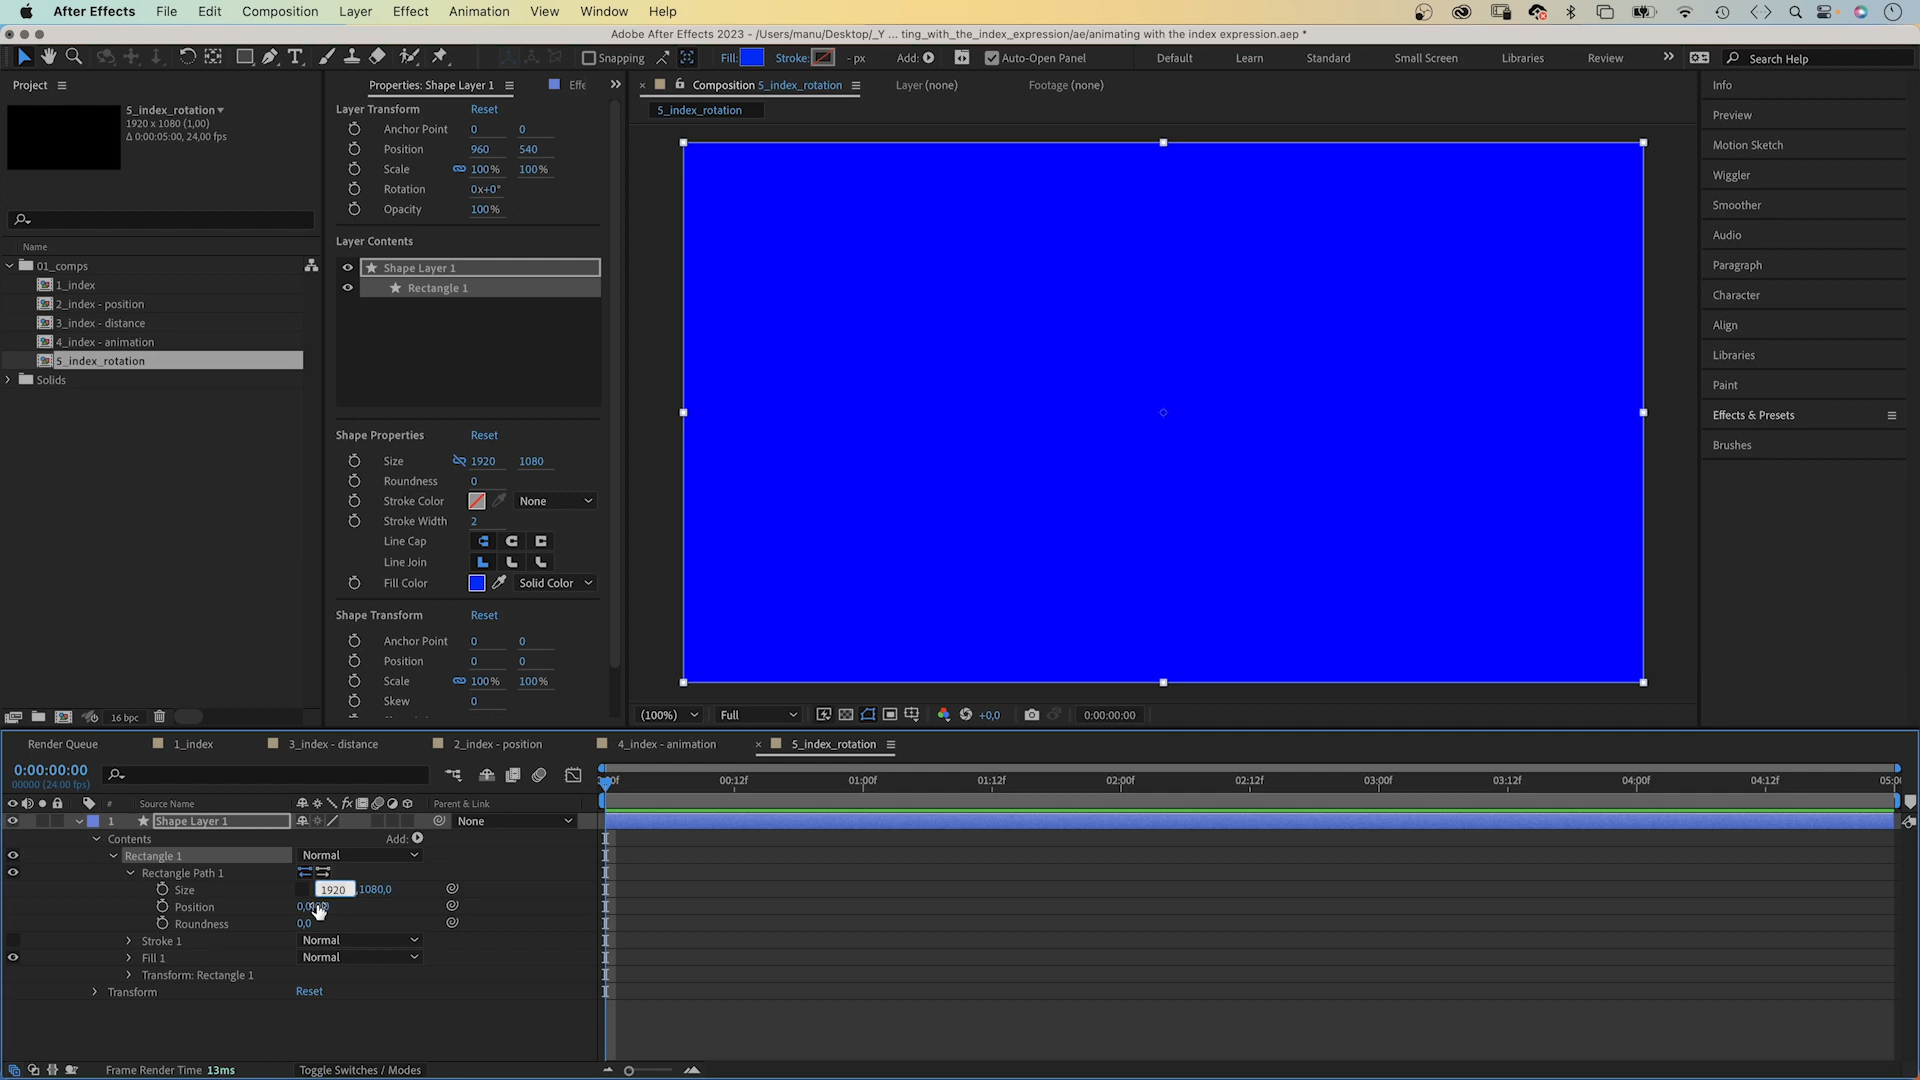 After Effects File Edit Composition Layer Effect Animation View Window Help
Adobe After Effects 2023 - /Users/manu/Desktop/_Y ... ting_with_the_index_expression/ae/animating with the index expression.aep *
Snapping Fill: Stroke: - px Add: Auto-Open Panel Default Learn Standard Small Screen Libraries Review Search Help
Project
5_index_rotation
1920 x 1080 (1,00)
Δ 0:00:05:00, 24,00 fps
Name
01_comps
1_index
2_index - position
3_index - distance
4_index - animation
5_index_rotation
Solids
16 bpc
Properties: Shape Layer 1 Effe
Layer Transform Reset
Anchor Point 0 0
Position 960 540
Scale 100% 100%
Rotation 0x+0°
Opacity 100%
Layer Contents
Shape Layer 1
Rectangle 1
Shape Properties Reset
Size 1920 1080
Roundness 0
Stroke Color None
Stroke Width 2
Line Cap
Line Join
Fill Color Solid Color
Shape Transform Reset
Anchor Point 0 0
Position 0 0
Scale 100% 100%
Skew 0
Composition 5_index_rotation Layer (none) Footage (none)
5_index_rotation
(100%) Full +0,0 0:00:00:00
Info
Preview
Motion Sketch
Wiggler
Smoother
Audio
Paragraph
Character
Align
Libraries
Paint
Effects & Presets
Brushes
Render Queue 1_index 3_index - distance 2_index - position 4_index - animation 5_index_rotation
0:00:00:00
00000 (24.00 fps)
00:12f 01:00f 01:12f 02:00f 02:12f 03:00f 03:12f 04:00f 04:12f
# Source Name Parent & Link
1 Shape Layer 1 None
Contents Add:
Rectangle 1 Normal
Rectangle Path 1
Size 1920 ,1080,0
Position
Roundness 0,0
Stroke 1 Normal
Fill 1 Normal
Transform: Rectangle 1
Transform Reset
Frame Render Time 13ms Toggle Switches / Modes